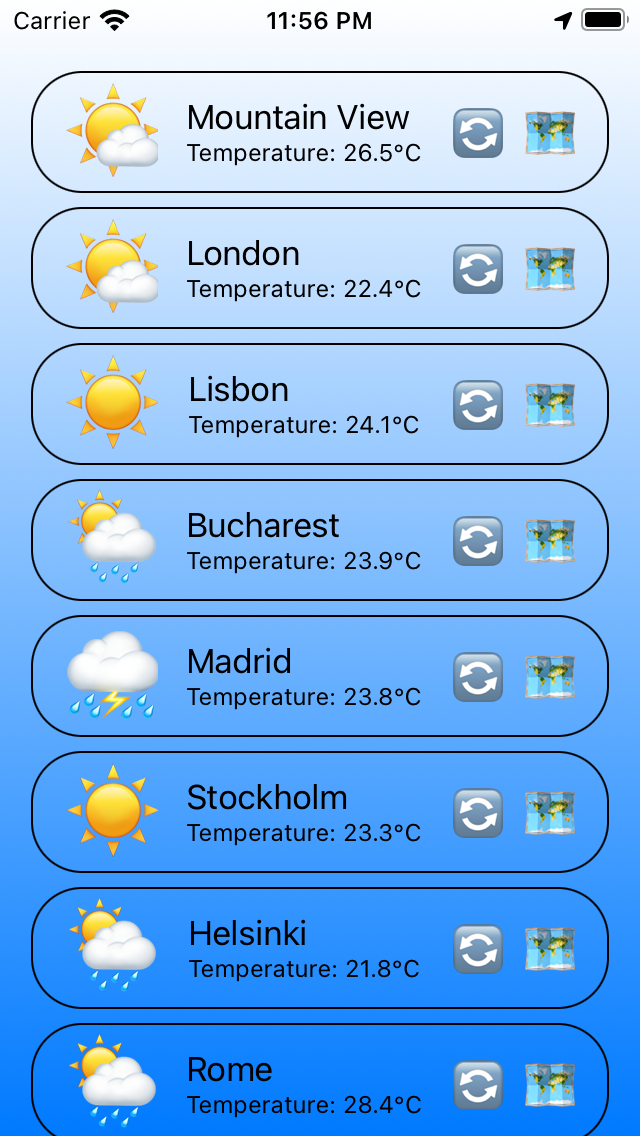 Carrier 11:56 PM
Mountain View
Temperature: 26.5°C
London
Temperature: 22.4°C
Lisbon
Temperature: 24.1°C
Bucharest
Temperature: 23.9°C
Madrid
Temperature: 23.8°C
Stockholm
Temperature: 23.3°C
Helsinki
Temperature: 21.8°C
Rome
Temperature: 28.4°C